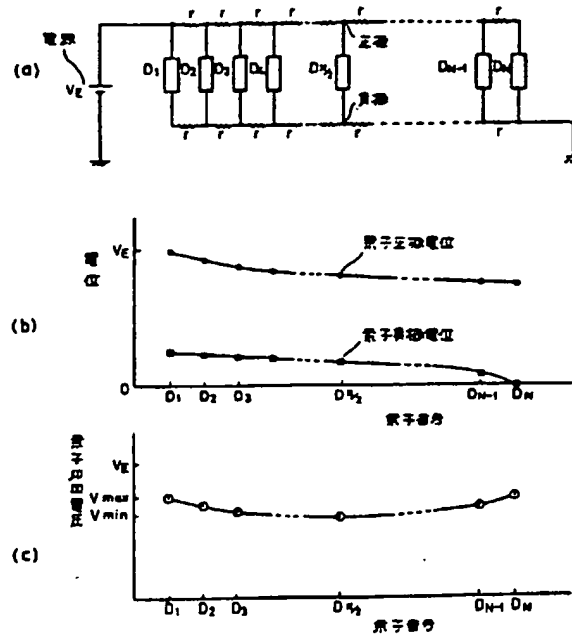 r r r r r r
電源
正極
(a)
D1 D2 D3 D4 DN/2 DN-1 DN
VE
負極
r r r r r r
VE
素子正極電位
電位
(b)
素子負極電位
0
D1 D2 D3 DN/2 DN-1 DN
素子番号
VE
V max
V min
(c)
D1 D2 D3 DN/2 DN-1 DN
素子番号